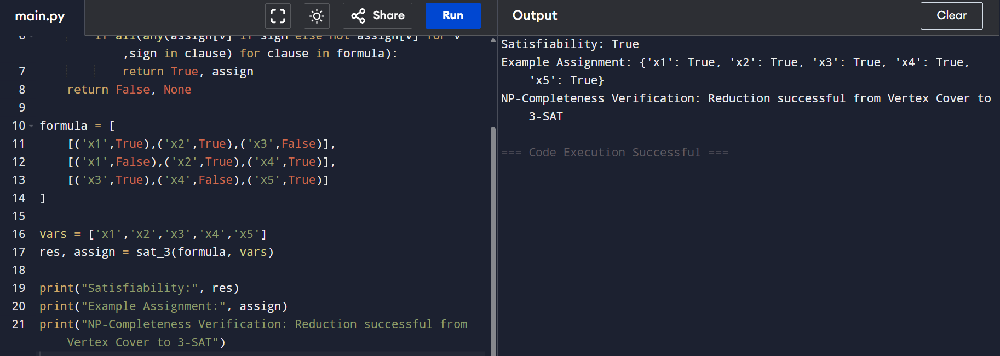 main.py
Share
Run
Output
Clear
6 if all(any(assign[v] if sign else not assign[v] for v
,sign in clause) for clause in formula):
7 return True, assign
8 return False, None
9
10 formula = [
11 [('x1',True),('x2',True),('x3',False)],
12 [('x1',False),('x2',True),('x4',True)],
13 [('x3',True),('x4',False),('x5',True)]
14 ]
15
16 vars = ['x1','x2','x3','x4','x5']
17 res, assign = sat_3(formula, vars)
18
19 print("Satisfiability:", res)
20 print("Example Assignment:", assign)
21 print("NP-Completeness Verification: Reduction successful from
Vertex Cover to 3-SAT")
Satisfiability: True
Example Assignment: {'x1': True, 'x2': True, 'x3': True, 'x4': True,
'x5': True}
NP-Completeness Verification: Reduction successful from Vertex Cover to
3-SAT
=== Code Execution Successful ===